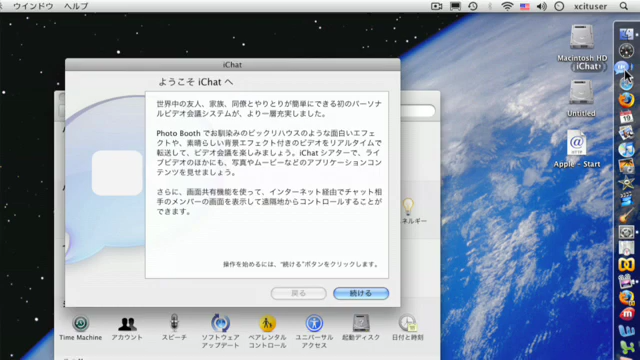 ウインドウ ヘルプ
xcituser
iChat
ようこそ iChat へ
世界中の友人、家族、同僚とやりとりが簡単にできる初のパーソナ
ルビデオ会議システムが、より一層充実しました。
Photo Booth でお馴染みのビックリハウスのような面白いエフェ
クトや、素晴らしい背景エフェクト付きのビデオをリアルタイムで
転送して、ビデオ会議を楽しみましょう。iChat シアターで、ライ
ブビデオのほかにも、写真やムービーなどのアプリケーションコン
テンツを見せましょう。
さらに、画面共有機能を使って、インターネット経由でチャット相
手のメンバーの画面を表示して遠隔地からコントロールすることが
できます。
操作を始めるには、“続ける”ボタンをクリックします。
戻る
続ける
Macintosh HD
iChat
Untitled
Apple - Start
ネルギー
Time Machine
アカウント
スピーチ
ソフトウェア
アップデート
ペアレンタル
コントロール
ユニバーサル
アクセス
起動ディスク
日付と時刻